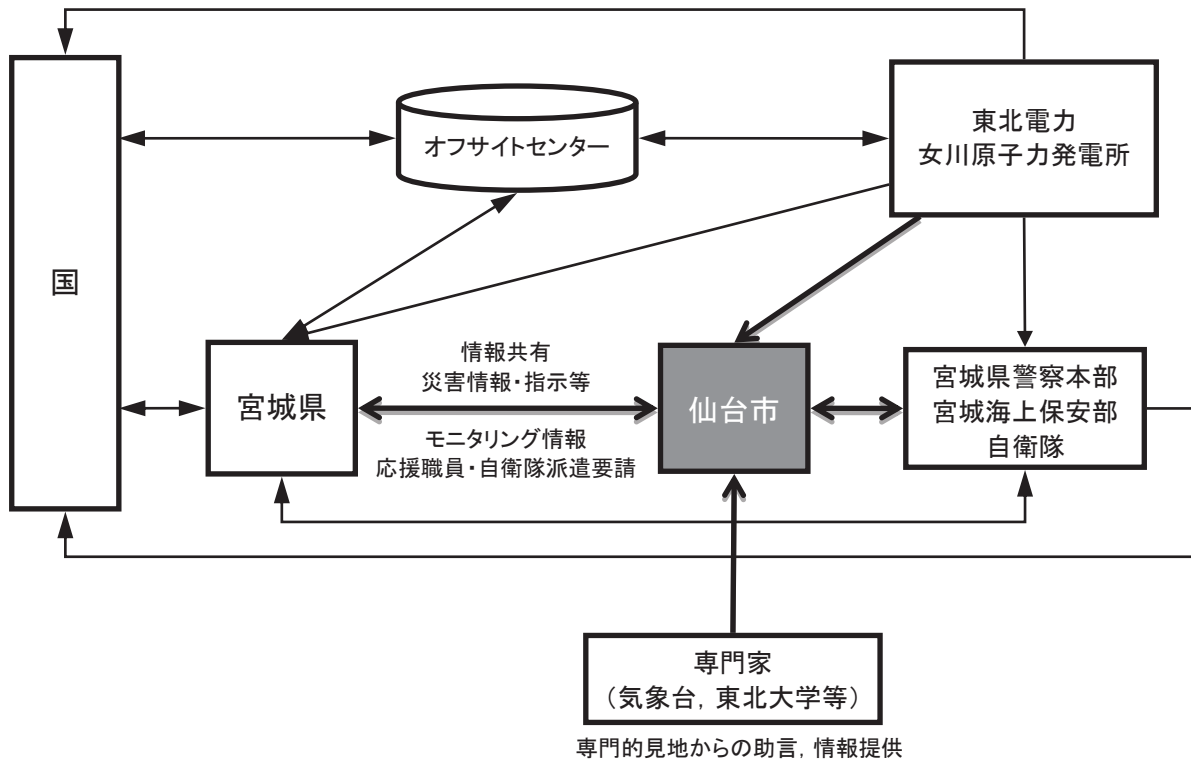 東北電力
女川原子力発電所
オフサイトセンター
国
情報共有
災害情報・指示等
宮城県
仙台市
宮城県警察本部
宮城海上保安部
自衛隊
モニタリング情報
応援職員・自衛隊派遣要請
専門家
（気象台，東北大学等）
専門的見地からの助言，情報提供